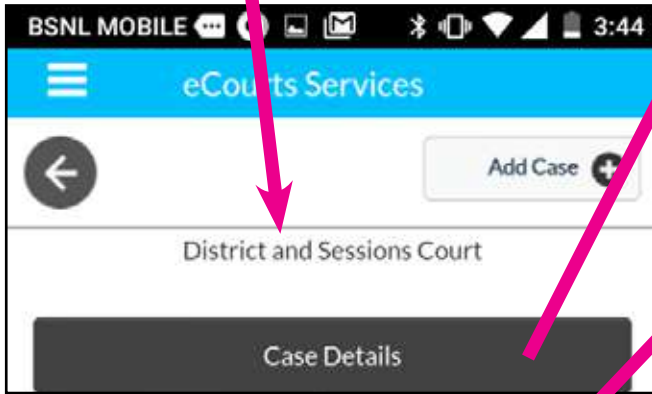 BSNL MOBILE 3:44
eCourts Services
Add Case
District and Sessions Court
Case Details